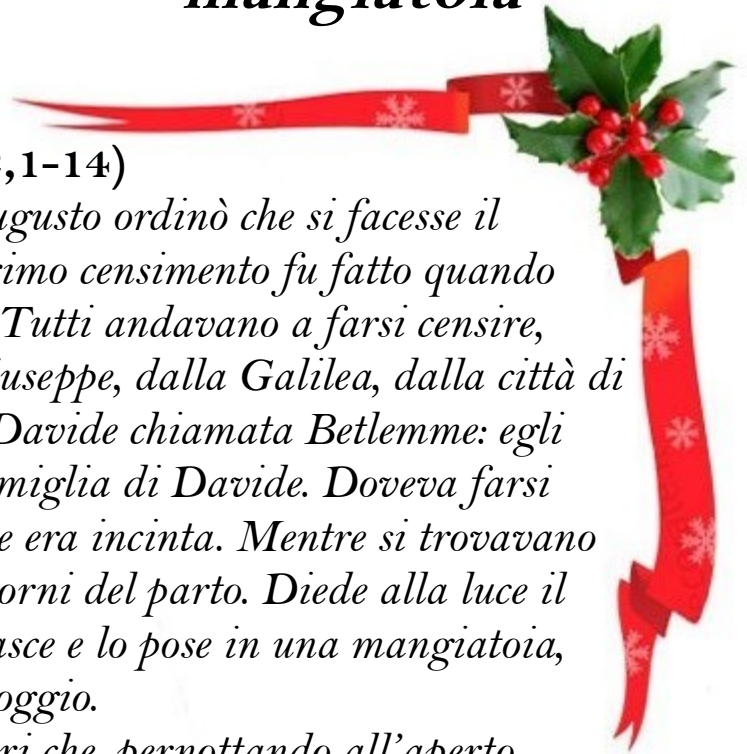 mangiatoia
,1-14)
ugusto ordinò che si facesse il
rimo censimento fu fatto quando
Tutti andavano a farsi censire,
iuseppe, dalla Galilea, dalla città di
Davide chiamata Betlemme: egli
miglia di Davide. Doveva farsi
e era incinta. Mentre si trovavano
orni del parto. Diede alla luce il
asce e lo pose in una mangiatoia,
oggio.
ri che, pernottando all'aperto